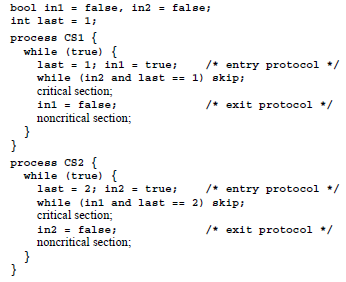 bool in1 = false, in2 = false;
int last = 1;
process CS1 {
while (true) {
last = 1; in1 = true; /* entry protocol */
while (in2 and last == 1) skip;
critical section;
in1 = false; /* exit protocol */
noncritical section;
}
}
process CS2 {
while (true) {
last = 2; in2 = true; /* entry protocol */
while (in1 and last == 2) skip;
critical section;
in2 = false; /* exit protocol */
noncritical section;
}
}